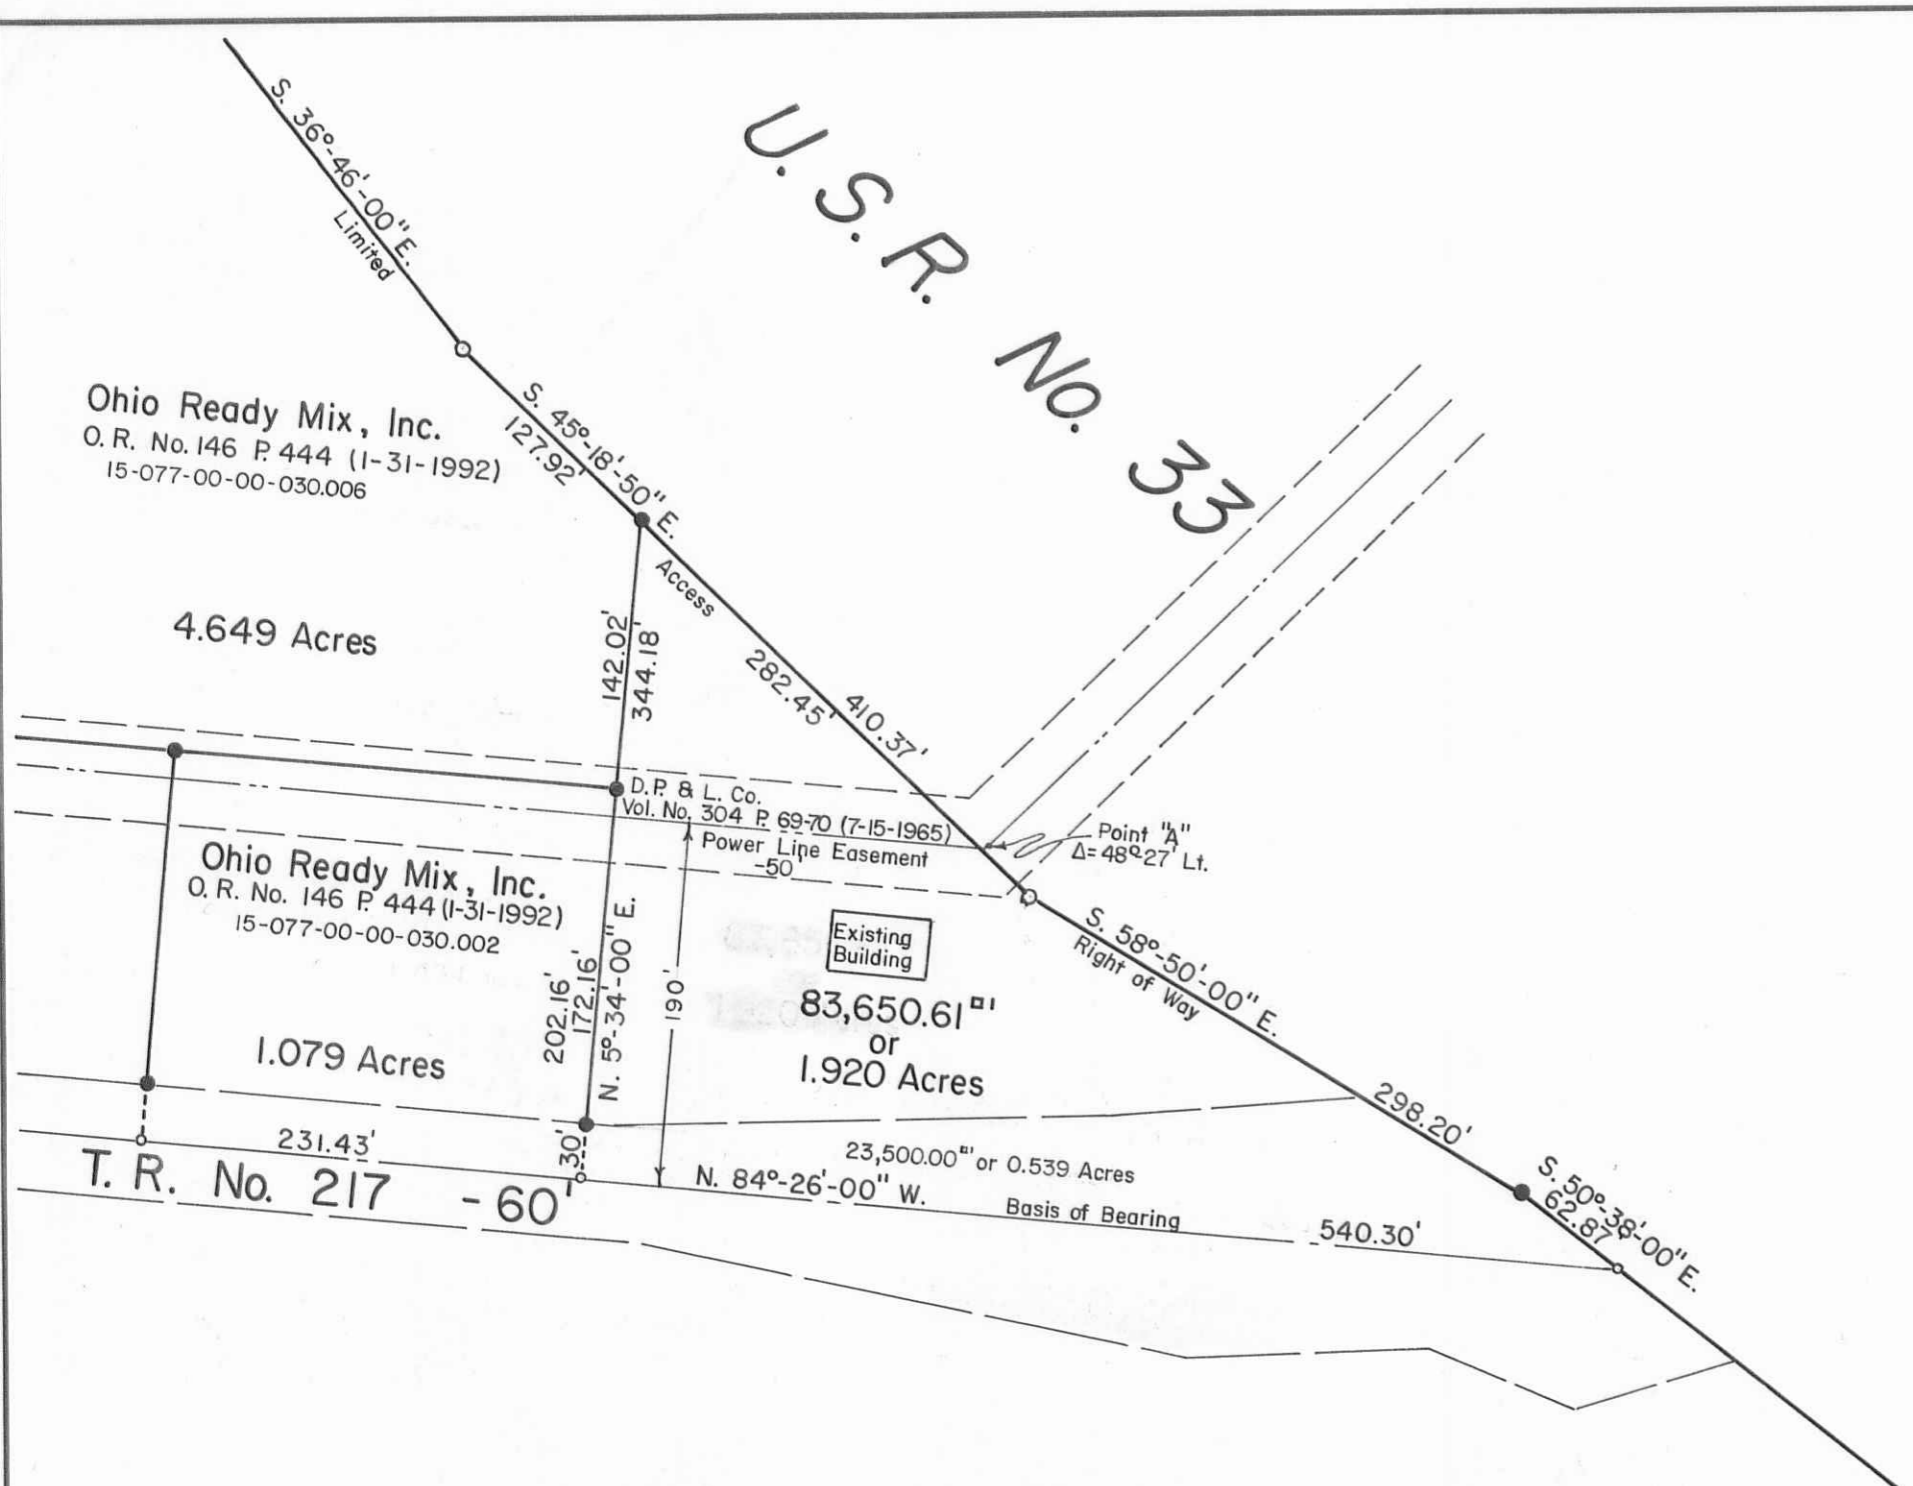 S. 36°-46'-00" E.
Limited
U. S. R. No. 33
Ohio Ready Mix, Inc.
O. R. No. 146 P. 444 (1-31-1992)
15-077-00-00-030.006
S. 45°-18'-50" E.
127.92'
Access
4.649 Acres
142.02'
344.18'
282.45'
410.37'
D.P. & L. Co.
Vol. No. 304 P. 69-70 (7-15-1965)
Power Line Easement
-50'
Point "A"
Δ=48°-27' Lt.
Ohio Ready Mix, Inc.
O. R. No. 146 P. 444 (1-31-1992)
15-077-00-00-030.002
1.079 Acres
202.16'
172.16'
N. 5°-34'-00" E.
190'
Existing
Building
83,650.61□'
or
1.920 Acres
S. 58°-50'-00" E.
Right of Way
298.20'
231.43'
30'
23,500.00□' or 0.539 Acres
T. R. No. 217 -60'
N. 84°-26'-00" W.
Basis of Bearing
540.30'
S. 50°-38'-00" E.
62.87'